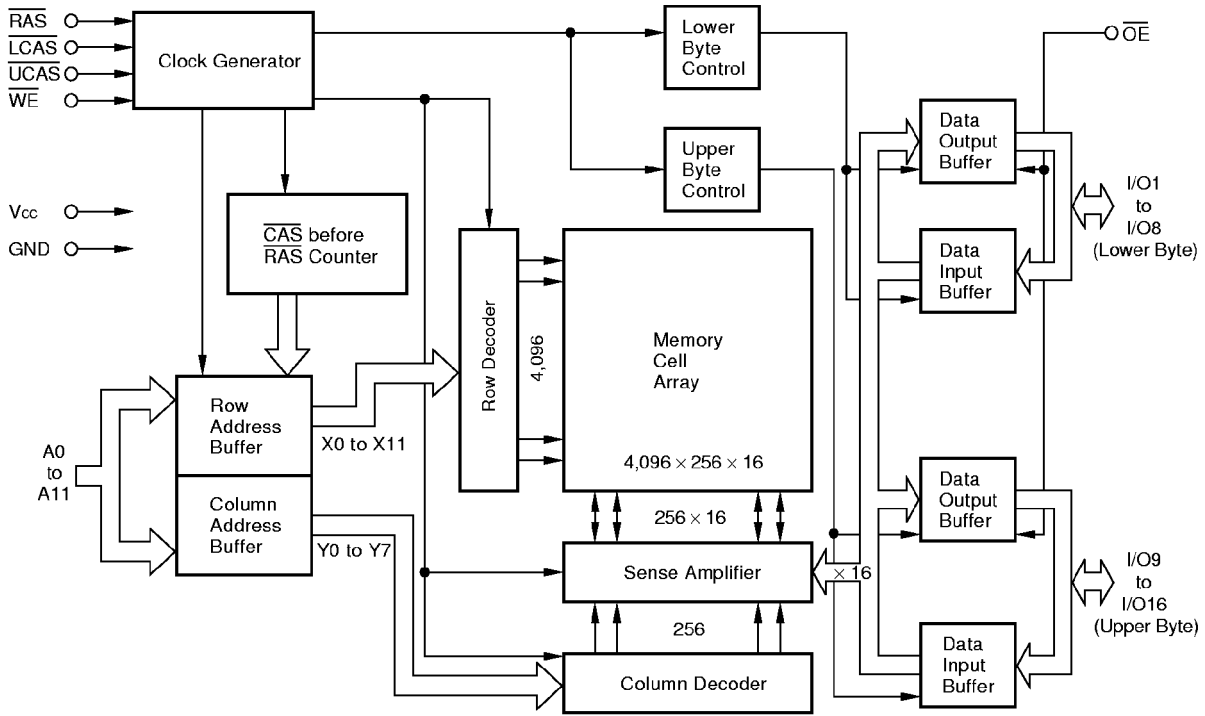 RAS
LCAS
UCAS
WE
Vcc
GND
Clock Generator
CAS before
RAS Counter
Lower
Byte
Control
Upper
Byte
Control
OE
Data
Output
Buffer
I/O1
to
I/O8
(Lower Byte)
Data
Input
Buffer
Row Decoder
4,096
Memory
Cell
Array
4,096 × 256 × 16
A0
to
A11
Row
Address
Buffer
X0 to X11
Column
Address
Buffer
Y0 to Y7
256 × 16
Sense Amplifier
× 16
256
Column Decoder
Data
Output
Buffer
I/O9
to
I/O16
(Upper Byte)
Data
Input
Buffer